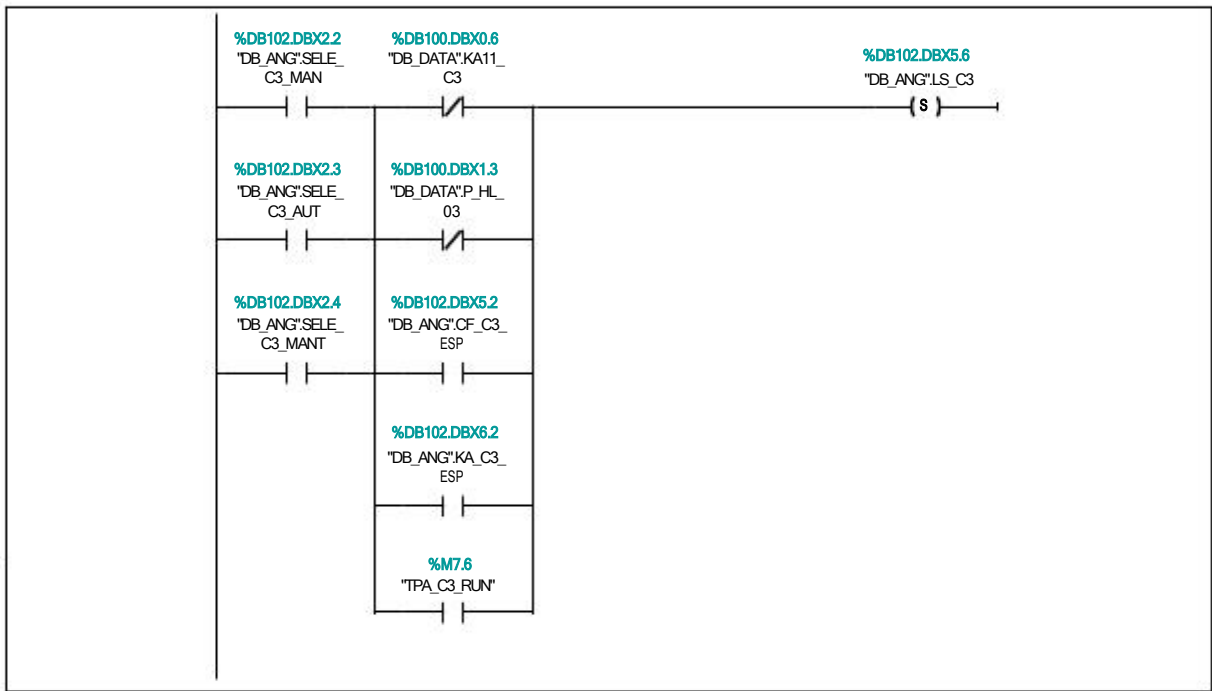 %DB102.DBX2.2 %DB100.DBX0.6
"DB_ANG".SELE_ "DB_DATA".KA11_
C3_MAN C3
%DB102.DBX5.6
"DB_ANG".LS_C3
S
%DB102.DBX2.3 %DB100.DBX1.3
"DB_ANG".SELE_ "DB_DATA".P_HL_
C3_AUT 03
%DB102.DBX2.4 %DB102.DBX5.2
"DB_ANG".SELE_ "DB_ANG".CF_C3_
C3_MANT ESP
%DB102.DBX6.2
"DB_ANG".KA_C3_
ESP
%M7.6
"TPA_C3_RUN"